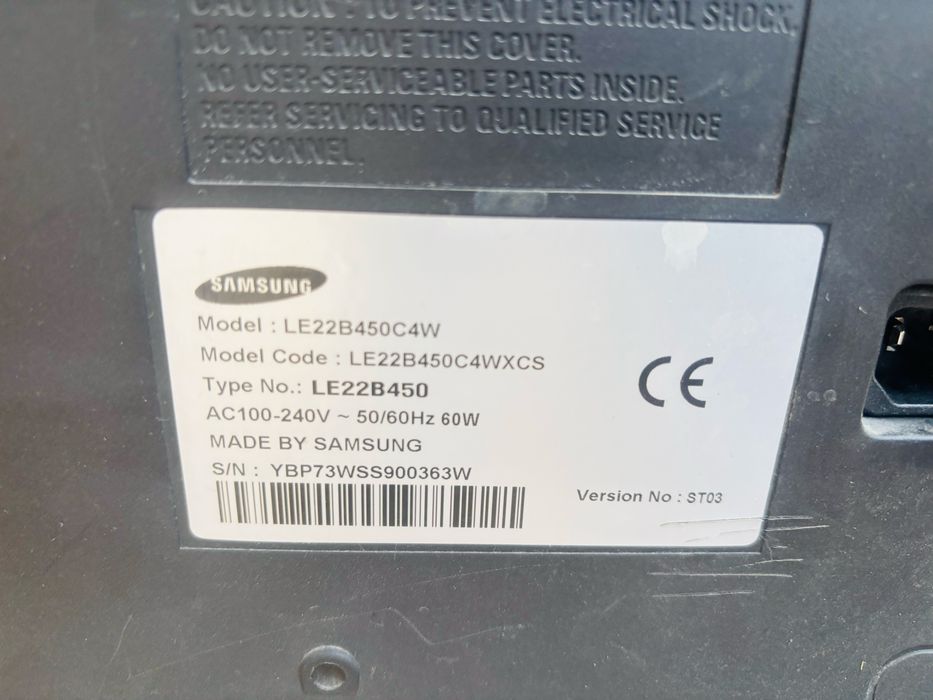 CAUTION : TO PREVENT ELECTRICAL SHOCK,
DO NOT REMOVE THIS COVER.
NO USER-SERVICEABLE PARTS INSIDE.
REFER SERVICING TO QUALIFIED SERVICE
PERSONNEL.
SAMSUNG
Model : LE22B450C4W
Model Code : LE22B450C4WXCS
Type No.: LE22B450
AC100-240V ~ 50/60Hz 60W
MADE BY SAMSUNG
S/N : YBP73WSS900363W
CE
Version No : ST03